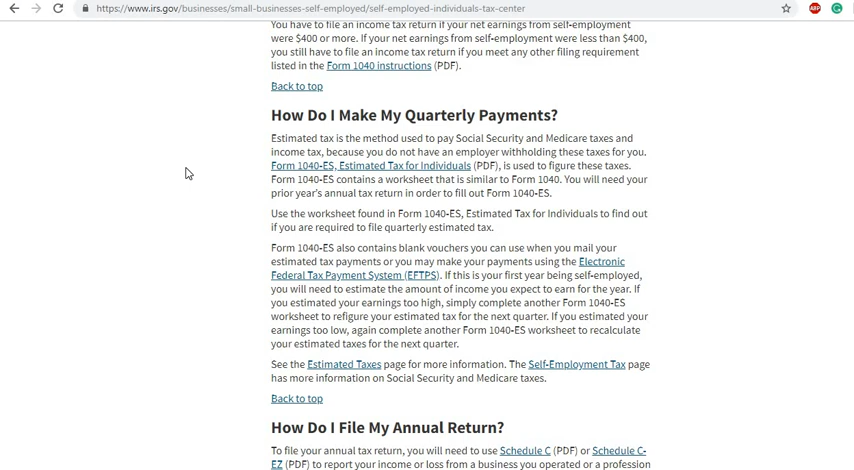 https://www.irs.gov/businesses/small-businesses-self-employed/self-employed-individuals-tax-center
ABP
You have to file an income tax return if your net earnings from self-employment
were $400 or more. If your net earnings from self-employment were less than $400,
you still have to file an income tax return if you meet any other filing requirement
listed in the Form 1040 instructions (PDF).
Back to top
How Do I Make My Quarterly Payments?
Estimated tax is the method used to pay Social Security and Medicare taxes and
income tax, because you do not have an employer withholding these taxes for you.
Form 1040-ES, Estimated Tax for Individuals (PDF), is used to figure these taxes.
Form 1040-ES contains a worksheet that is similar to Form 1040. You will need your
prior year's annual tax return in order to fill out Form 1040-ES.
Use the worksheet found in Form 1040-ES, Estimated Tax for Individuals to find out
if you are required to file quarterly estimated tax.
Form 1040-ES also contains blank vouchers you can use when you mail your
estimated tax payments or you may make your payments using the Electronic
Federal Tax Payment System (EFTPS). If this is your first year being self-employed,
you will need to estimate the amount of income you expect to earn for the year. If
you estimated your earnings too high, simply complete another Form 1040-ES
worksheet to refigure your estimated tax for the next quarter. If you estimated your
earnings too low, again complete another Form 1040-ES worksheet to recalculate
your estimated taxes for the next quarter.
See the Estimated Taxes page for more information. The Self-Employment Tax page
has more information on Social Security and Medicare taxes.
Back to top
How Do I File My Annual Return?
To file your annual tax return, you will need to use Schedule C (PDF) or Schedule C-
EZ (PDF) to report your income or loss from a business you operated or a profession